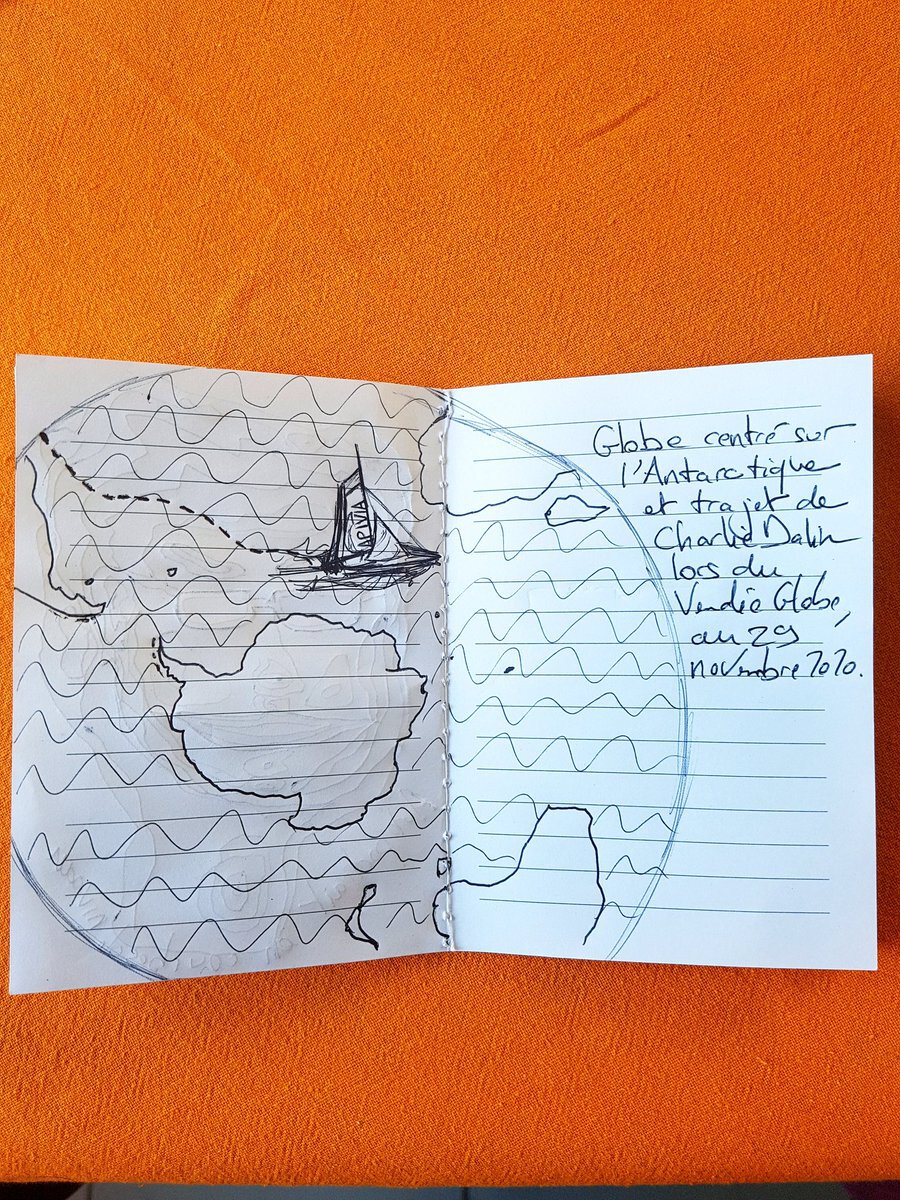 APIVIA
Globe centré sur
l'Antarctique
et trajet de
Charlie Dalin
lors du
Vendée Globe,
au 29
novembre 2020.